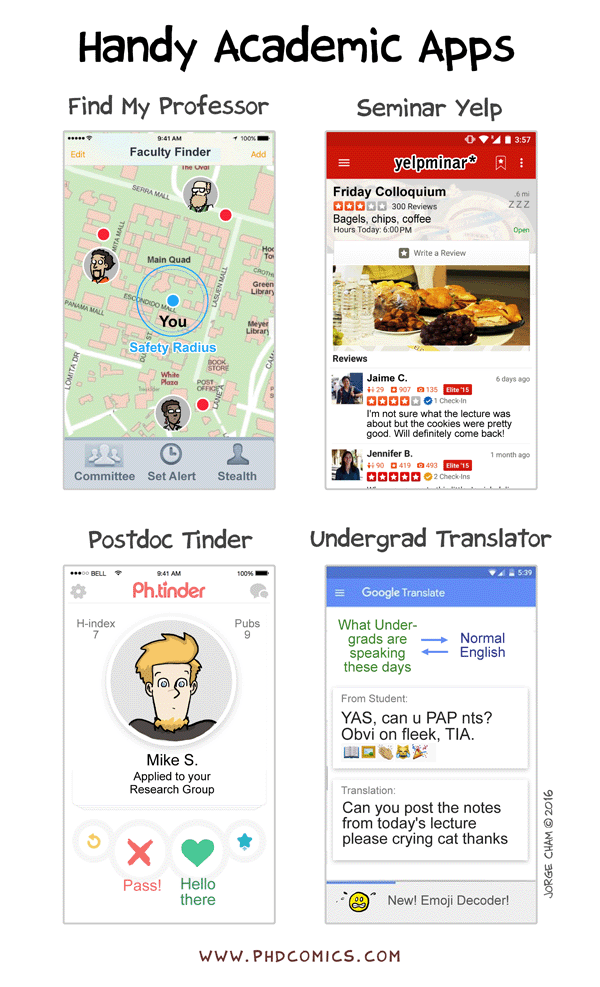 Handy Academic Apps
Find My Professor
9:41 AM
100%
Edit
Faculty Finder
Add
The Oval
SERRA MALL
Main Quad
LASUEN MALL
ESCONDIDO MALL
PANAMA MALL
LOMITA DR
Green
Library
Meyer
Library
You
Safety Radius
BOOK
STORE
White
Plaza
POST
OFFICE
Committee
Set Alert
Stealth
Seminar Yelp
3:57
yelpminar*
Friday Colloquium
.6 mi
300 Reviews
ZZZ
Bagels, chips, coffee
Hours Today: 6:00 PM
Open
Write a Review
Reviews
Jaime C.
6 days ago
29 907 135 Elite '15
1 Check-In
I'm not sure what the lecture was
about but the cookies were pretty
good. Will definitely come back!
Jennifer B.
1 month ago
90 419 493 Elite '15
2 Check-Ins
Postdoc Tinder
BELL
9:41 AM
100%
Ph.tinder
H-index
7
Pubs
9
Mike S.
Applied to your
Research Group
Pass!
Hello
there
Undergrad Translator
5:39
Google Translate
What Under-
grads are
speaking
these days
Normal
English
From Student:
YAS, can u PAP nts?
Obvi on fleek, TIA.
📖🖼️👏😹🎉
Translation:
Can you post the notes
from today's lecture
please crying cat thanks
New! Emoji Decoder!
JORGE CHAM © 2016
WWW.PHDCOMICS.COM